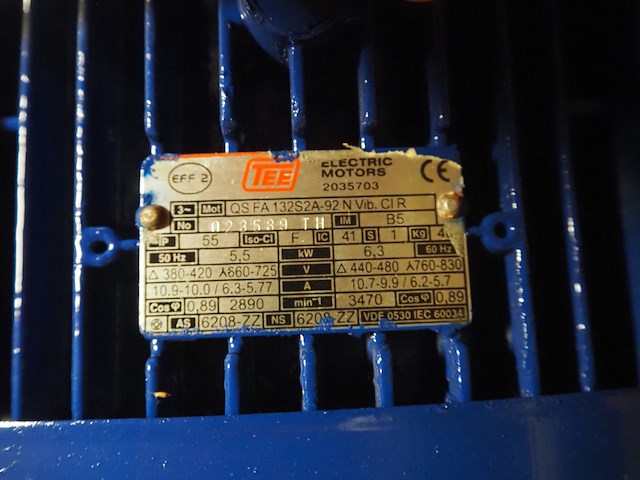 EFF 2 TEE ELECTRIC MOTORS CE
2035703
3~ Mot QS FA 132S2A-92 N Vib. Cl R
No 023589 TH IM B5
IP 55 Iso-Cl F IC 41 S 1 Kg
50 Hz 5,5 kW 6,3 60 Hz
Δ 380-420 ⅄660-725 V Δ 440-480 ⅄760-830
10.9-10.0 / 6.3-5.77 A 10.7-9.9 / 6.2-5.7
Cos φ 0,89 2890 min⁻¹ 3470 Cos φ 0,89
AS 6208-ZZ NS 6208-ZZ VDE 0530 IEC 60034